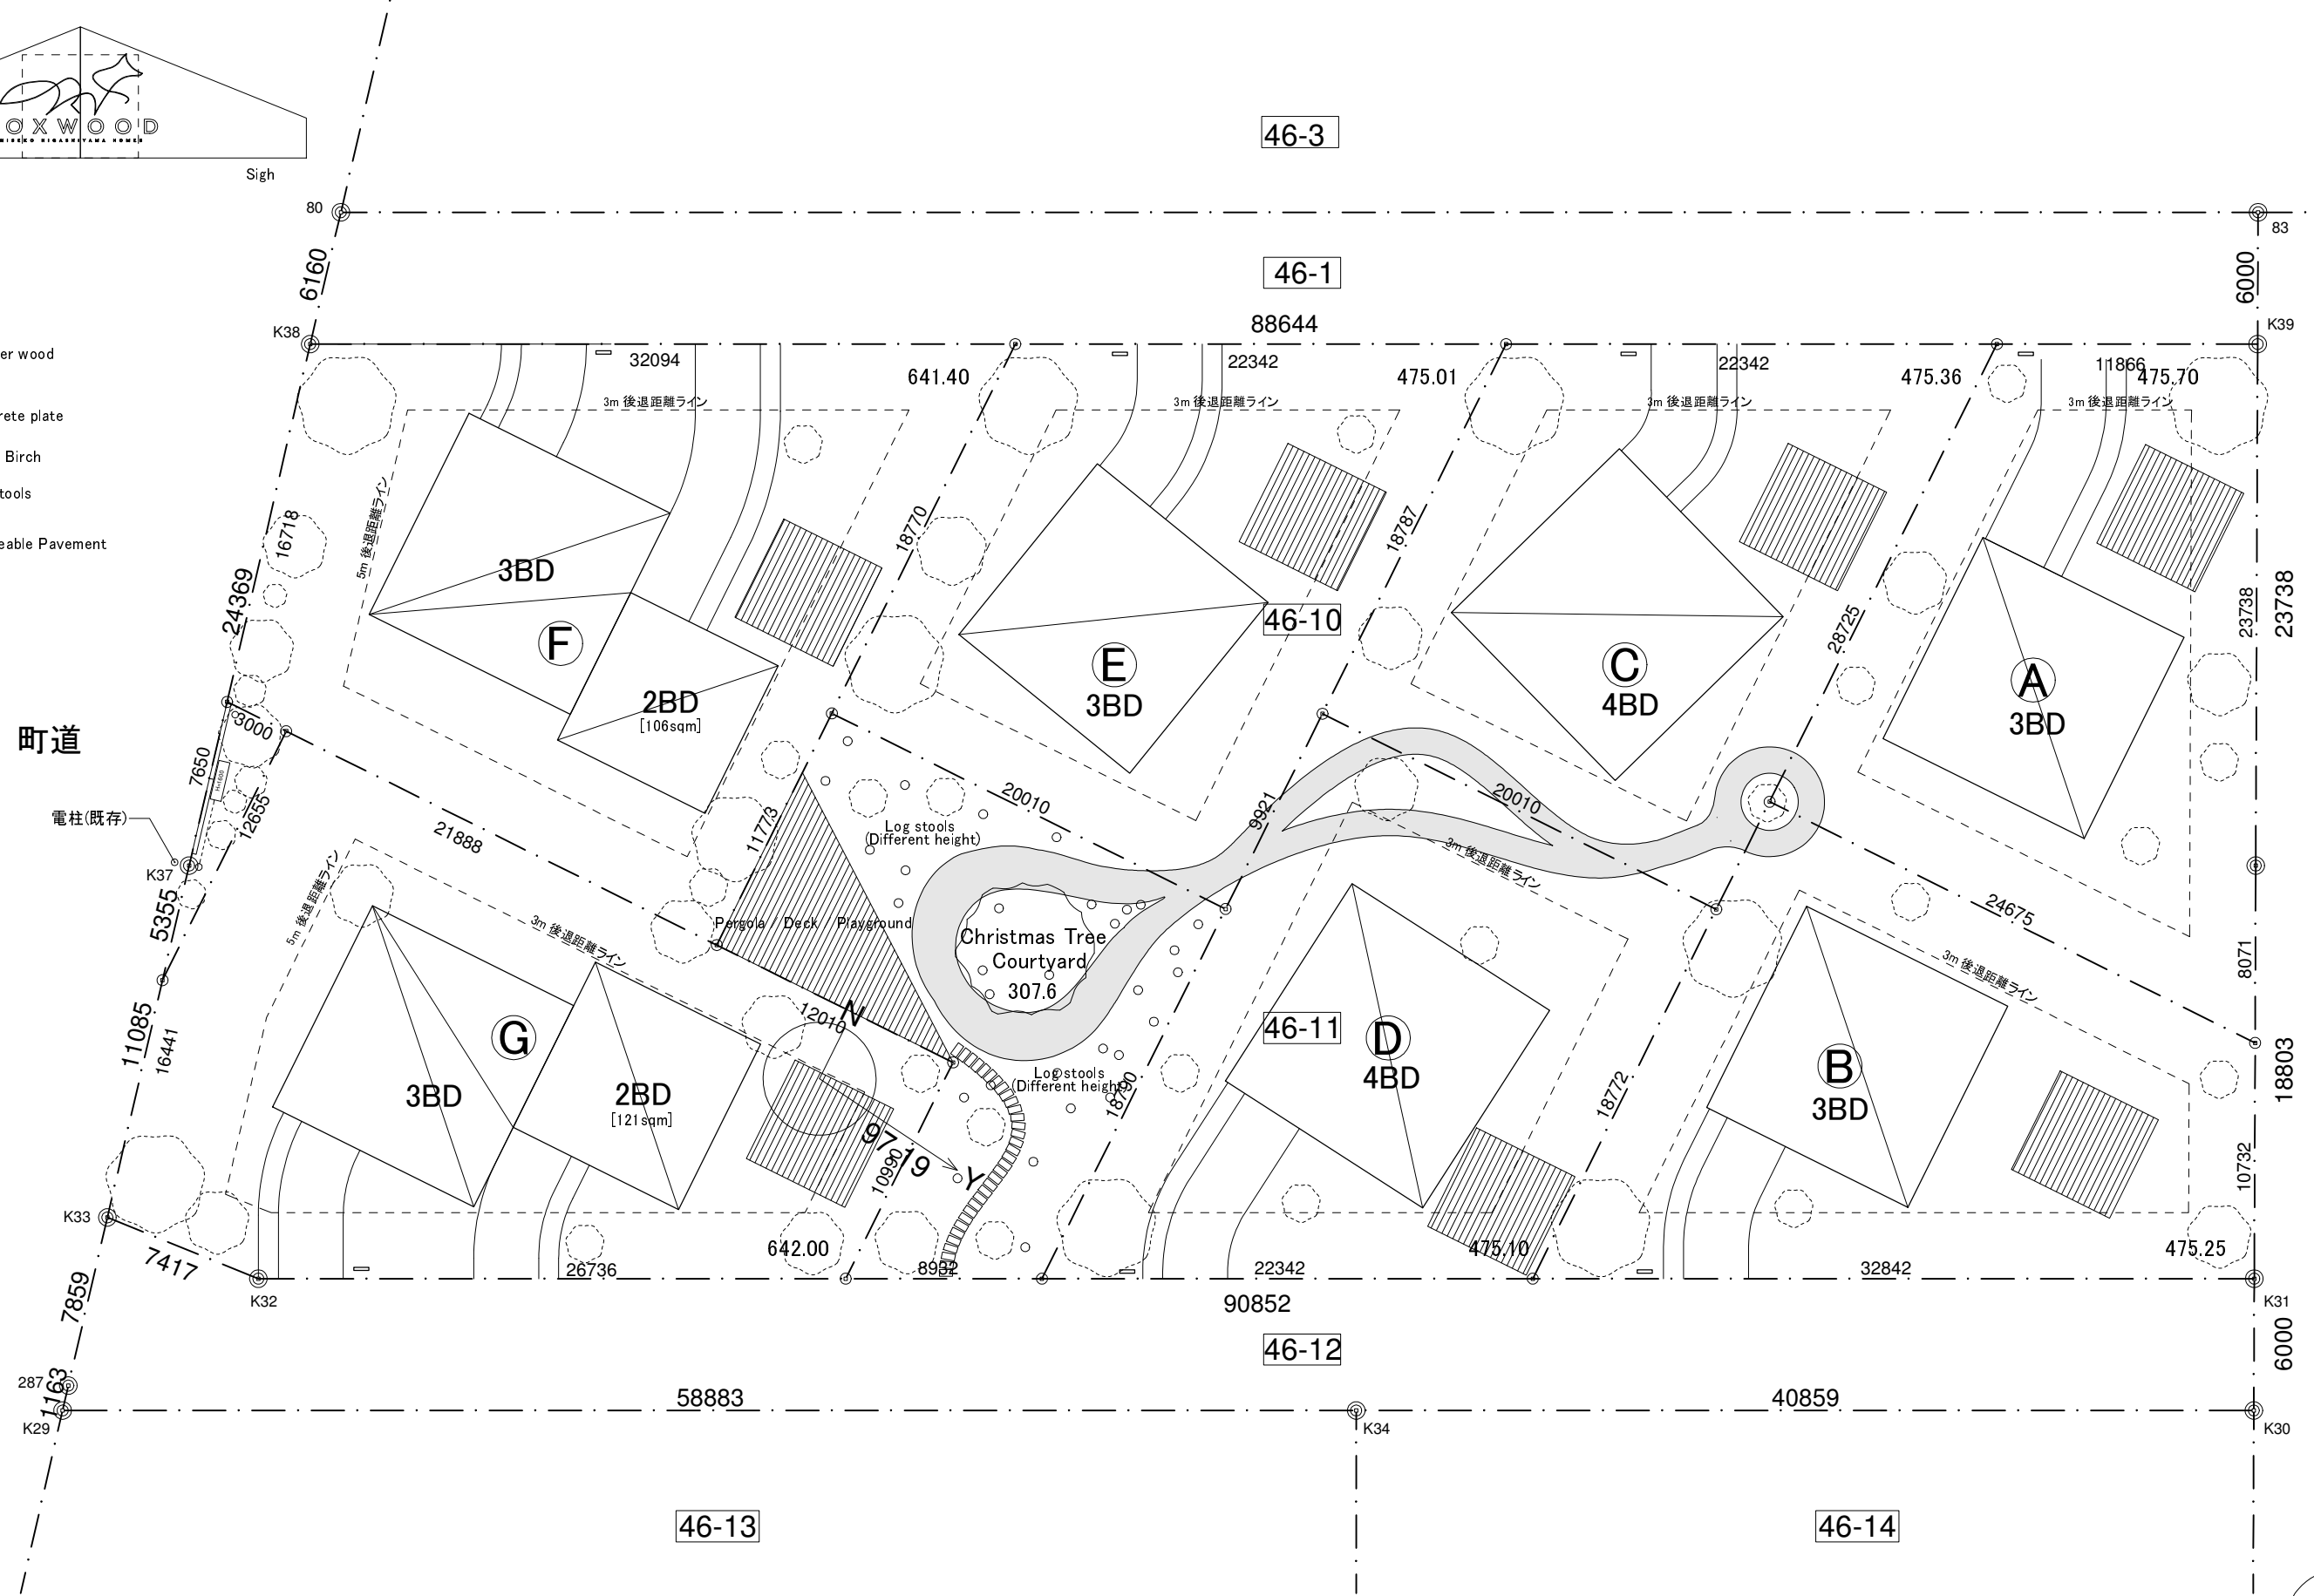 OXWOOD
Sigh
46-3
80
83
6160
46-1
6000
K38
88644
K39
er wood
32094
641.40
22342
475.01
22342
475.36
11866
475.70
3m 後退距離ライン
3m 後退距離ライン
3m 後退距離ライン
3m 後退距離ライン
rete plate
Birch
tools
eable Pavement
5m 後退距離ライン
16718
24369
18770
18787
28725
23738
23738
3BD
F
2BD
[106sqm]
E
3BD
46-10
C
4BD
A
3BD
町道
3000
7650
12655
電柱(既存)
K37
21888
11773
20010
9921
20010
Log stools
(Different height)
3m 後退距離ライン
5355
5m 後退距離ライン
3m 後退距離ライン
Pergola / Deck / Playground
Christmas Tree
Courtyard
307.6
24675
3m 後退距離ライン
8071
11085
16441
G
3BD
2BD
[121sqm]
12010
N
46-11
D
4BD
B
3BD
18803
Log stools
(Different height)
18790
18772
9719
Y
10990
10732
K33
7417
642.00
475.10
475.25
26736
8932
22342
32842
K32
90852
K31
7859
46-12
6000
287
1163
58883
40859
K29
K34
K30
46-13
46-14